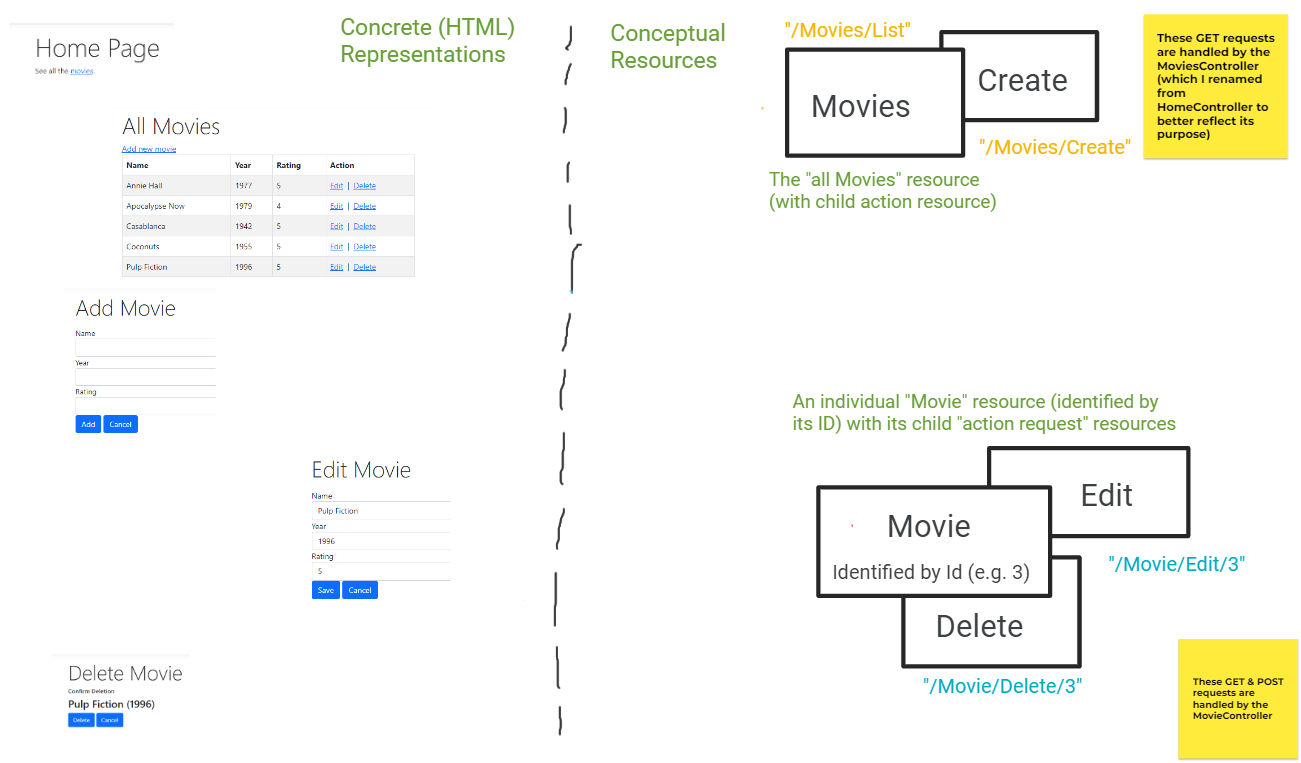 Home Page
See all the movies.
Concrete (HTML)
Representations
All Movies
Add new movie
Name Year Rating Action
Annie Hall 1977 5 Edit | Delete
Apocalypse Now 1979 4 Edit | Delete
Casablanca 1942 5 Edit | Delete
Coconuts 1955 5 Edit | Delete
Pulp Fiction 1996 5 Edit | Delete
Add Movie
Name
Year
Rating
Add Cancel
Edit Movie
Name
Pulp Fiction
Year
1996
Rating
5
Save Cancel
Delete Movie
Confirm Deletion
Pulp Fiction (1996)
Delete Cancel
Conceptual
Resources
"/Movies/List"
Movies
Create
"/Movies/Create"
The "all Movies" resource
(with child action resource)
These GET requests
are handled by the
MoviesController
(which I renamed
from
HomeController to
better reflect its
purpose)
An individual "Movie" resource (identified by
its ID) with its child "action request" resources
Edit
Movie
Identified by Id (e.g. 3)
"/Movie/Edit/3"
Delete
"/Movie/Delete/3"
These GET & POST
requests are
handled by the
MovieController